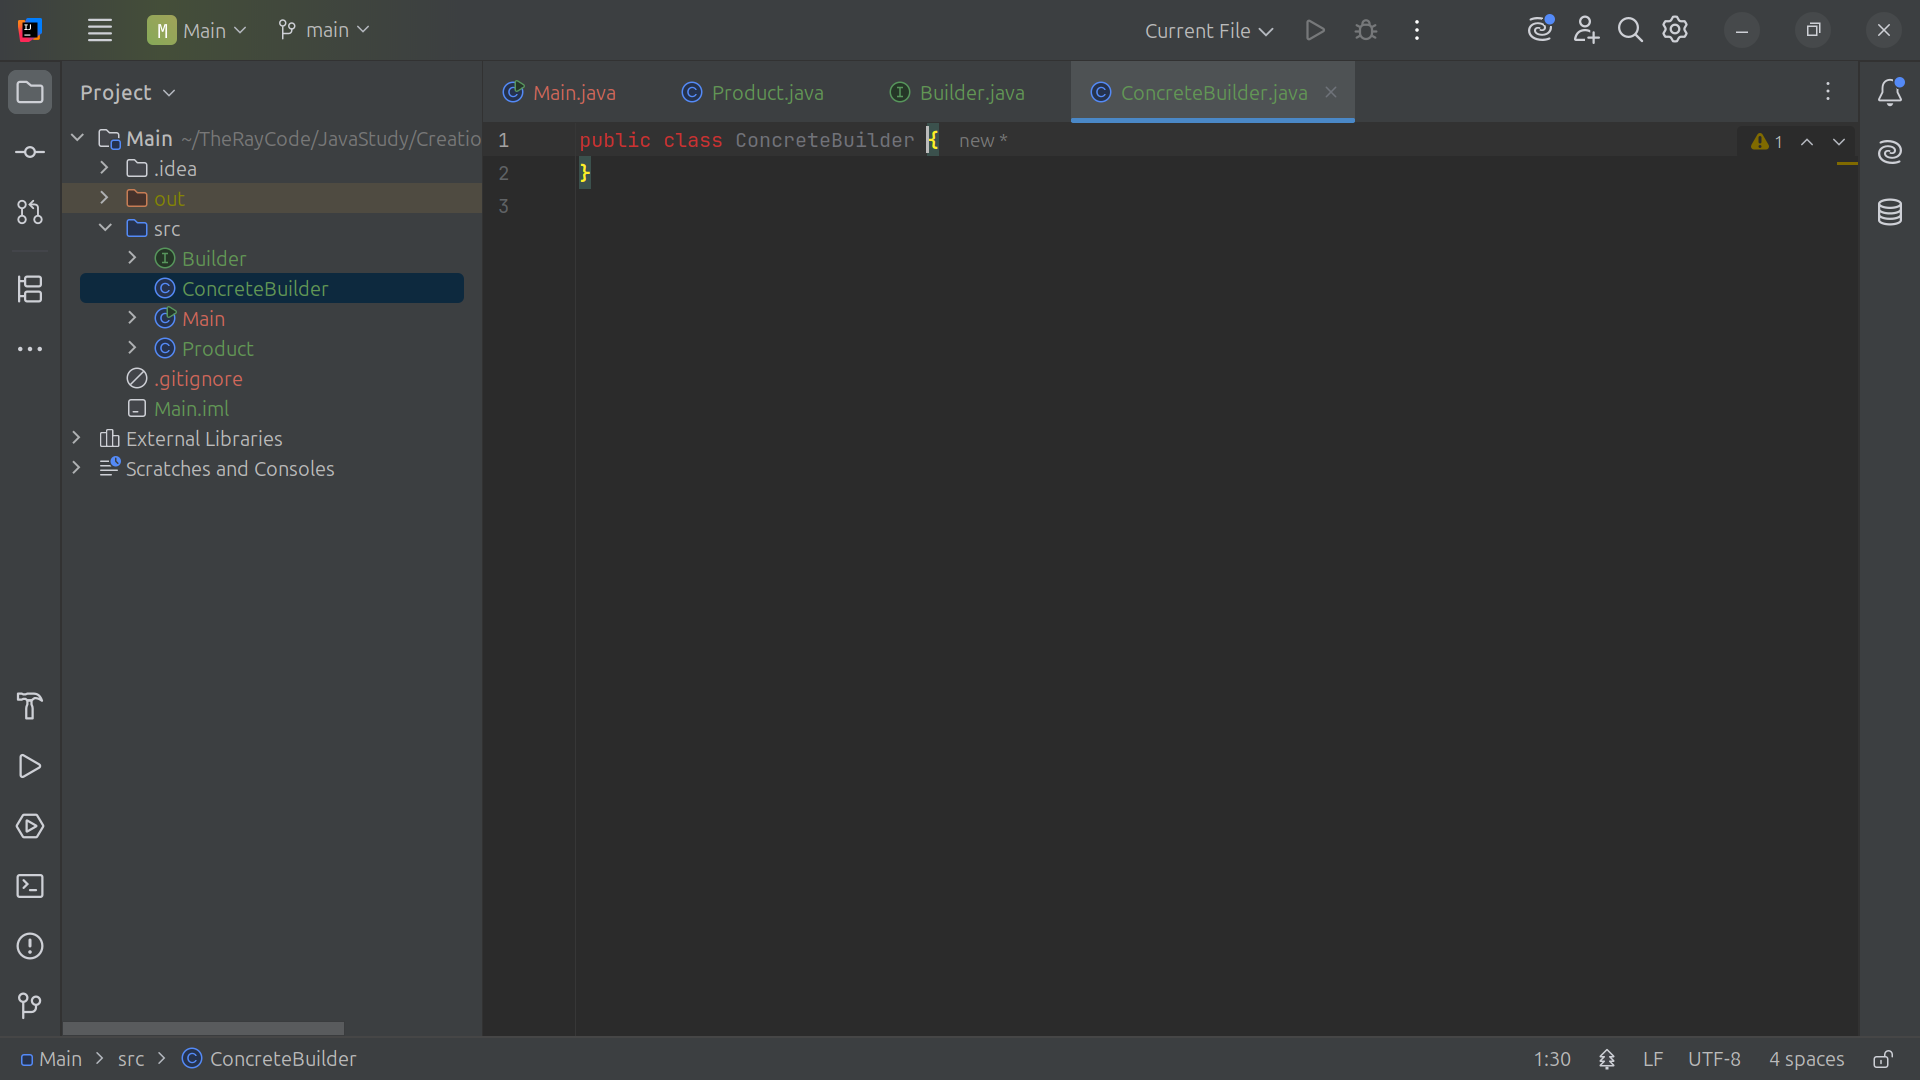 M Main main Current File
Project
Main ~/TheRayCode/JavaStudy/Creatio
.idea
out
src
Builder
ConcreteBuilder
Main
Product
.gitignore
Main.iml
External Libraries
Scratches and Consoles
Main.java Product.java Builder.java ConcreteBuilder.java
1 public class ConcreteBuilder { new *
2 }
3
1
Main src ConcreteBuilder
1:30 LF UTF-8 4 spaces